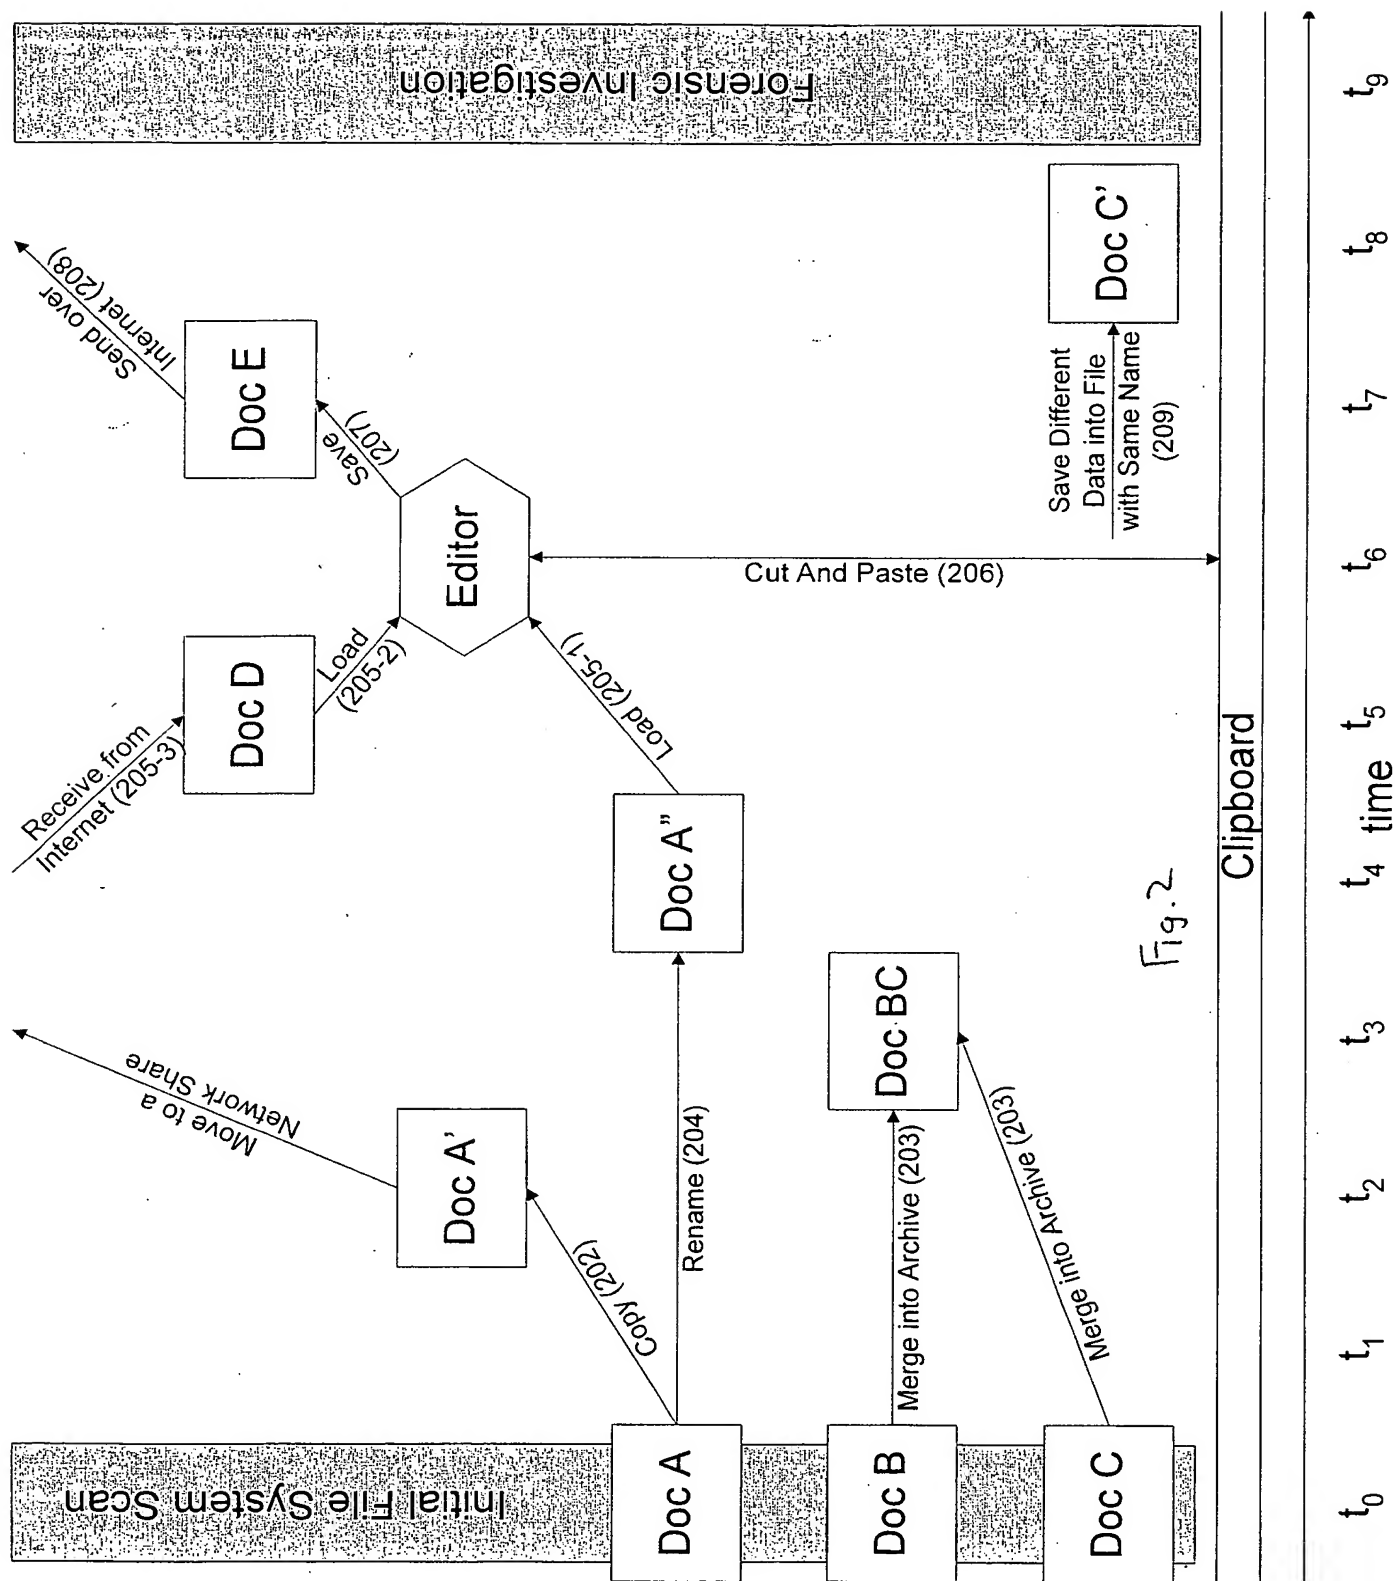 Initial File System Scan
Forensic Investigation
Move to a
Network Share
Receive from
Internet (205-3)
Send over
Internet (208)
Doc D
Doc E
Load
(205-2)
Save
(207)
Doc A'
Editor
Copy (202)
Load (205-1)
Doc A
Rename (204)
Doc A"
Cut And Paste (206)
Doc B
Merge into Archive (203)
Doc BC
Merge into Archive (203)
Doc C
Save Different
Data into File
with Same Name
(209)
Doc C'
Fig. 2
Clipboard
t0 t1 t2 t3 t4 t5 t6 t7 t8 t9
time